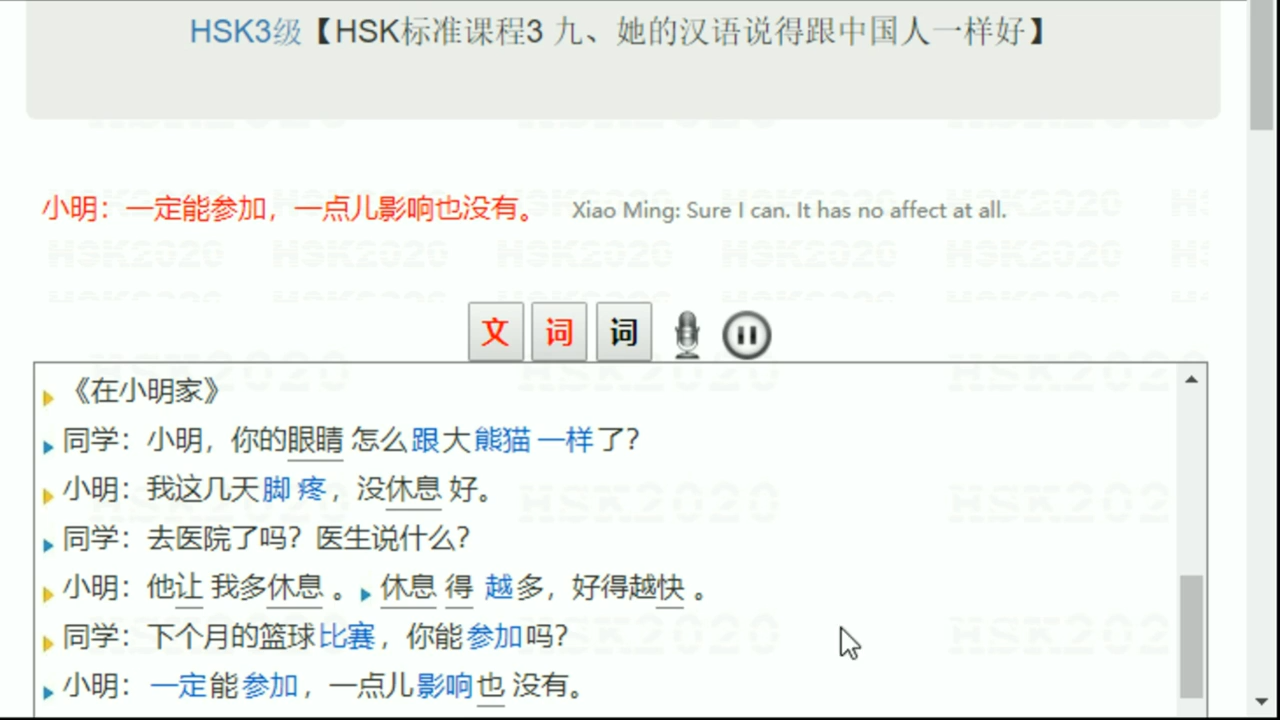 HSK3级【HSK标准课程3 九、她的汉语说得跟中国人一样好】
小明：一定能参加，一点儿影响也没有。 Xiao Ming: Sure I can. It has no affect at all.
文 词 词
《在小明家》
同学：小明，你的眼睛 怎么跟大熊猫 一样了？
小明：我这几天脚 疼，没休息 好。
同学：去医院了吗？医生说什么？
小明：他让 我多休息 。休息 得 越多，好得越快 。
同学：下个月的篮球比赛，你能参加吗？
小明： 一定能参加，一点儿影响也 没有。
HSK2020